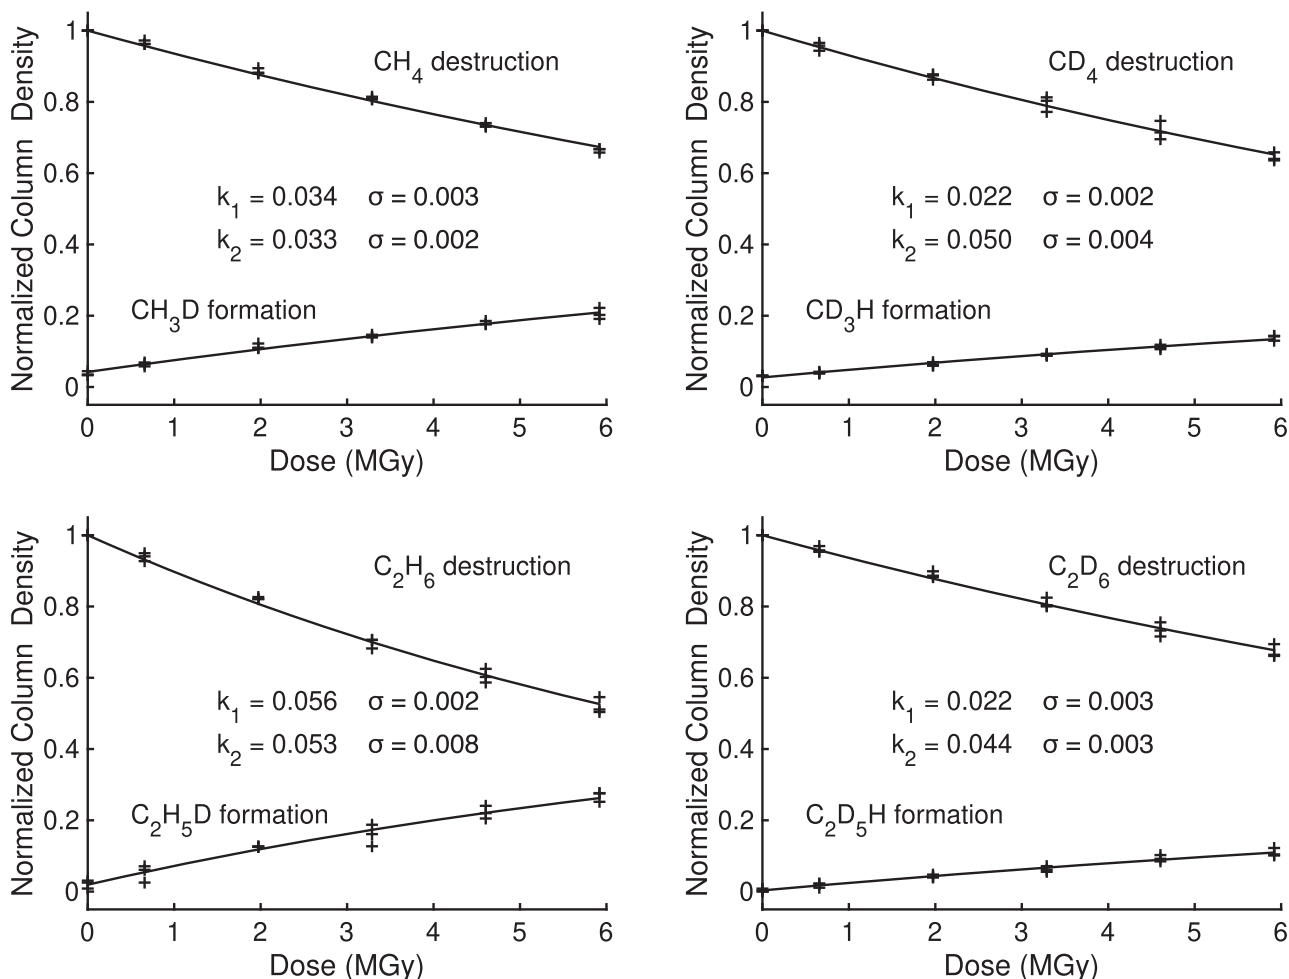 Normalized Column Density
1
0.8
0.6
0.4
0.2
0
CH4 destruction
k1 = 0.034 σ = 0.003
k2 = 0.033 σ = 0.002
CH3D formation
0 1 2 3 4 5 6
Dose (MGy)
Normalized Column Density
1
0.8
0.6
0.4
0.2
0
CD4 destruction
k1 = 0.022 σ = 0.002
k2 = 0.050 σ = 0.004
CD3H formation
0 1 2 3 4 5 6
Dose (MGy)
Normalized Column Density
1
0.8
0.6
0.4
0.2
0
C2H6 destruction
k1 = 0.056 σ = 0.002
k2 = 0.053 σ = 0.008
C2H5D formation
0 1 2 3 4 5 6
Dose (MGy)
Normalized Column Density
1
0.8
0.6
0.4
0.2
0
C2D6 destruction
k1 = 0.022 σ = 0.003
k2 = 0.044 σ = 0.003
C2D5H formation
0 1 2 3 4 5 6
Dose (MGy)